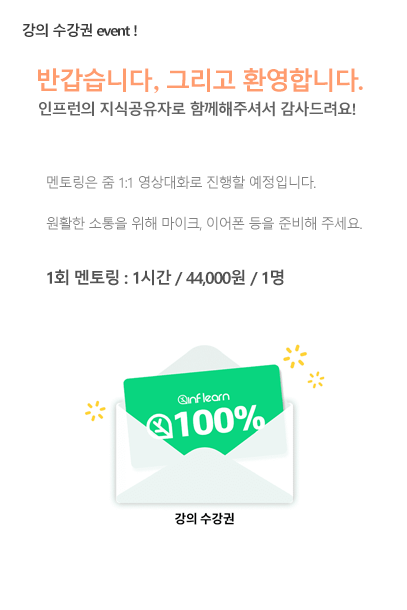 강의 수강권 event !
반갑습니다, 그리고 환영합니다.
인프런의 지식공유자로 함께해주셔서 감사드려요!
멘토링은 줌 1:1 영상대화로 진행할 예정입니다.
원활한 소통을 위해 마이크, 이어폰 등을 준비해 주세요.
1회 멘토링 : 1시간 / 44,000원 / 1명
inflearn
100%
강의 수강권